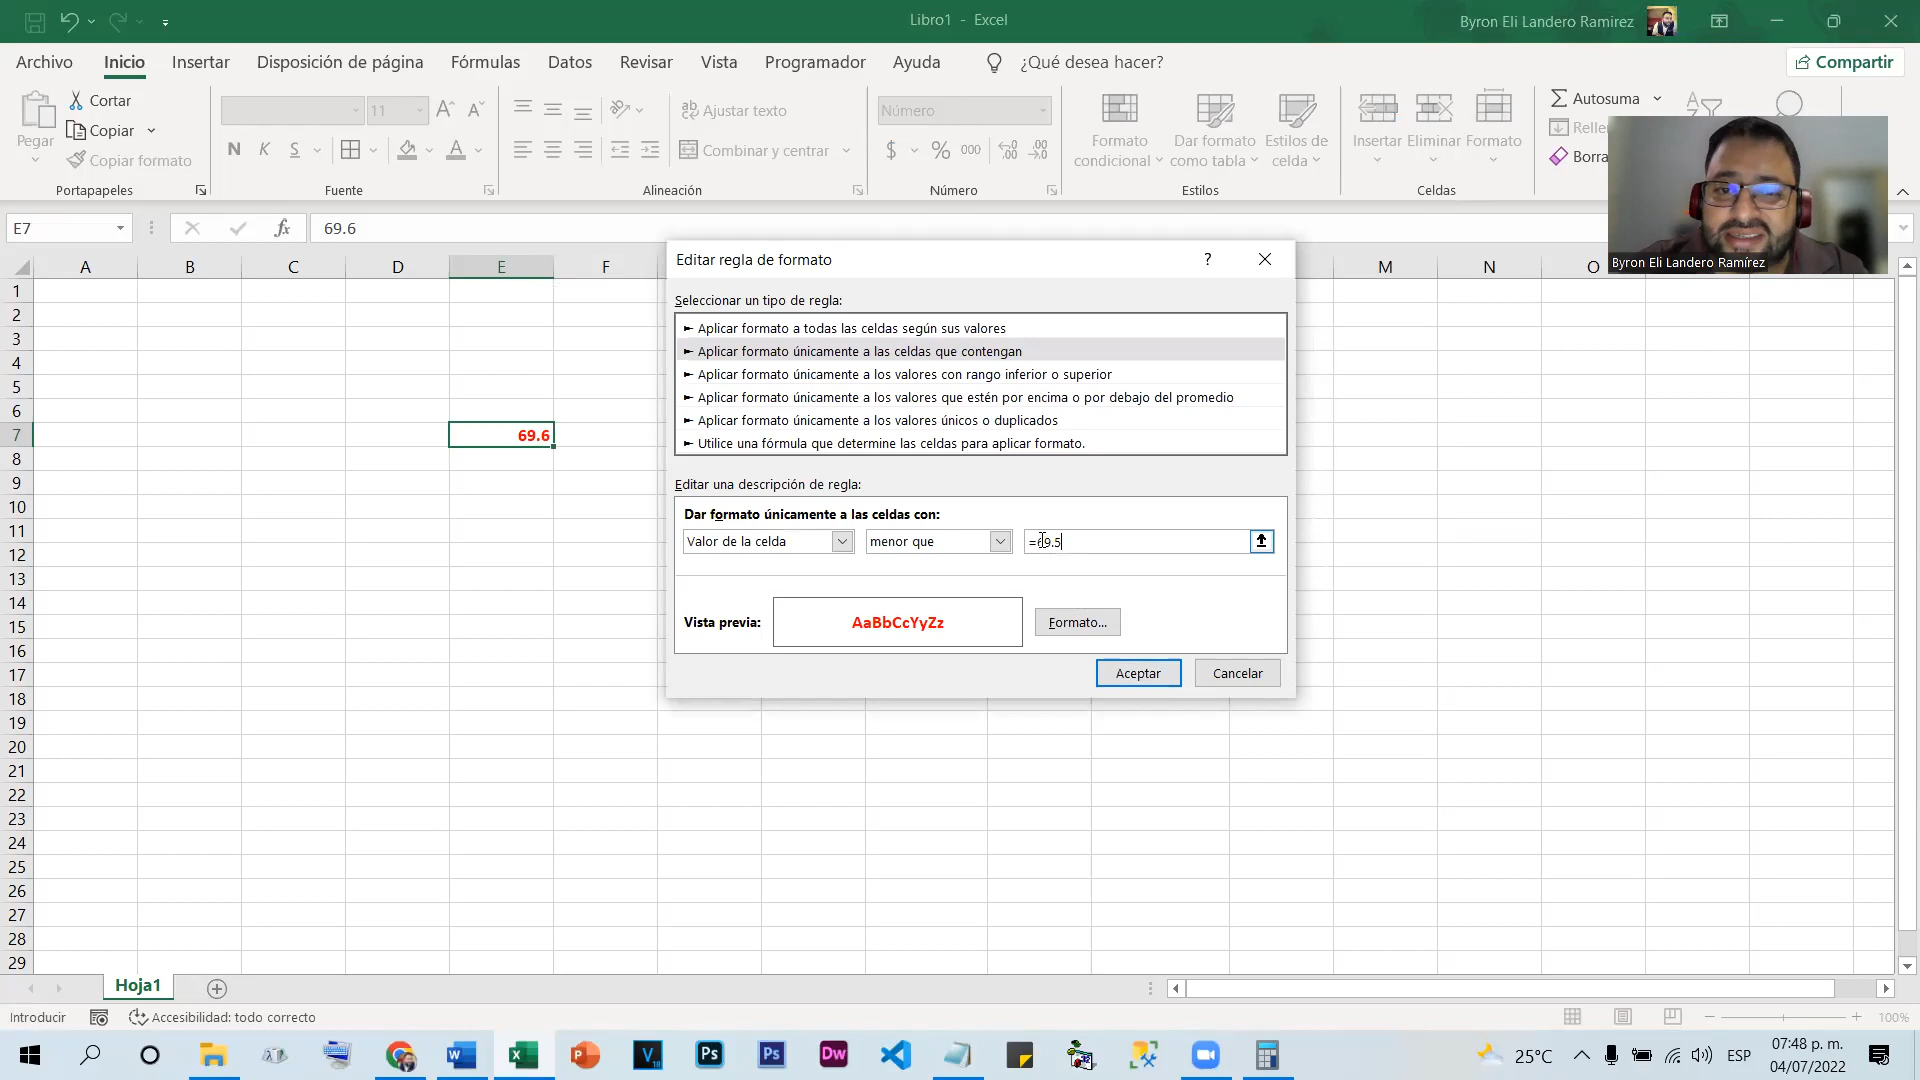 Libro1 - Excel
Byron Eli Landero Ramirez
Archivo Inicio Insertar Disposición de página Fórmulas Datos Revisar Vista Programador Ayuda ¿Qué desea hacer? Compartir
Pegar
Cortar
Copiar
Copiar formato
Portapapeles
11
N K S
Fuente
Ajustar texto
Combinar y centrar
Alineación
Número
$ % 000
Número
Formato condicional
Dar formato como tabla
Estilos de celda
Estilos
Insertar Eliminar Formato
Celdas
Autosuma
Byron Eli Landero Ramírez
E7
fx
69.6
A B C D E F M N O
1
2
3
4
5
6
7
69.6
8
9
10
11
12
13
14
15
16
17
18
19
20
21
22
23
24
25
26
27
28
29
Editar regla de formato
?
Seleccionar un tipo de regla:
► Aplicar formato a todas las celdas según sus valores
► Aplicar formato únicamente a las celdas que contengan
► Aplicar formato únicamente a los valores con rango inferior o superior
► Aplicar formato únicamente a los valores que estén por encima o por debajo del promedio
► Aplicar formato únicamente a los valores únicos o duplicados
► Utilice una fórmula que determine las celdas para aplicar formato.
Editar una descripción de regla:
Dar formato únicamente a las celdas con:
Valor de la celda menor que =69.5
Vista previa: AaBbCcYyZz Formato...
Aceptar Cancelar
Hoja1
Introducir Accesibilidad: todo correcto 100%
25°C ESP
07:48 p. m.
04/07/2022